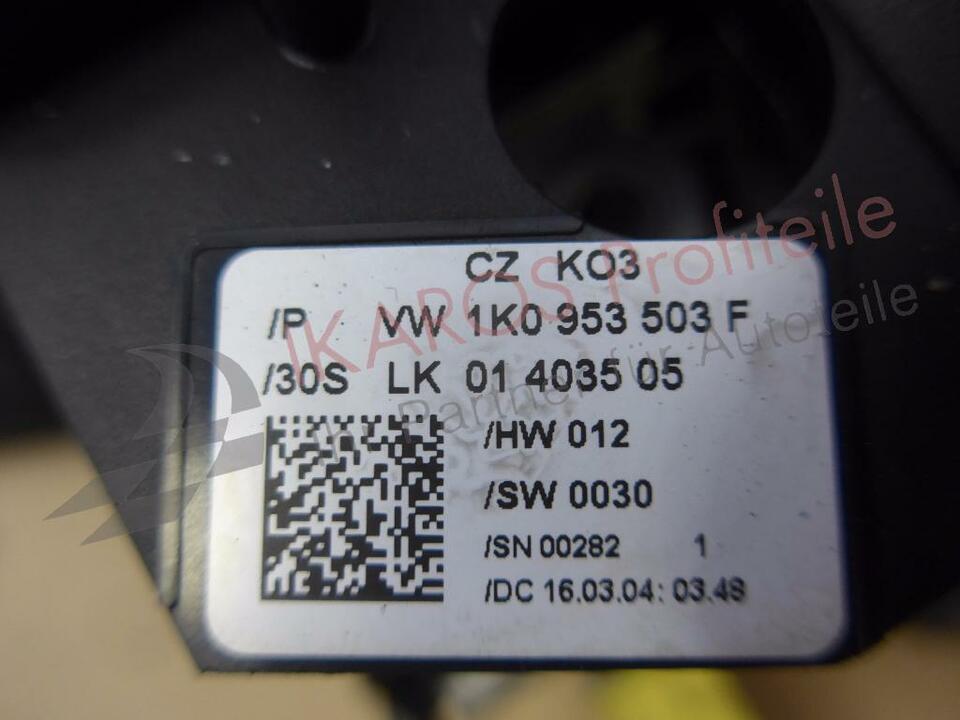 CZ KO3
/P VW 1K0 953 503 F
/30S LK 01 4035 05
/HW 012
/SW 0030
/SN 00282 1
/DC 16.03.04: 03.48
IKAROS Profiteile
Ihr Partner für Autoteile